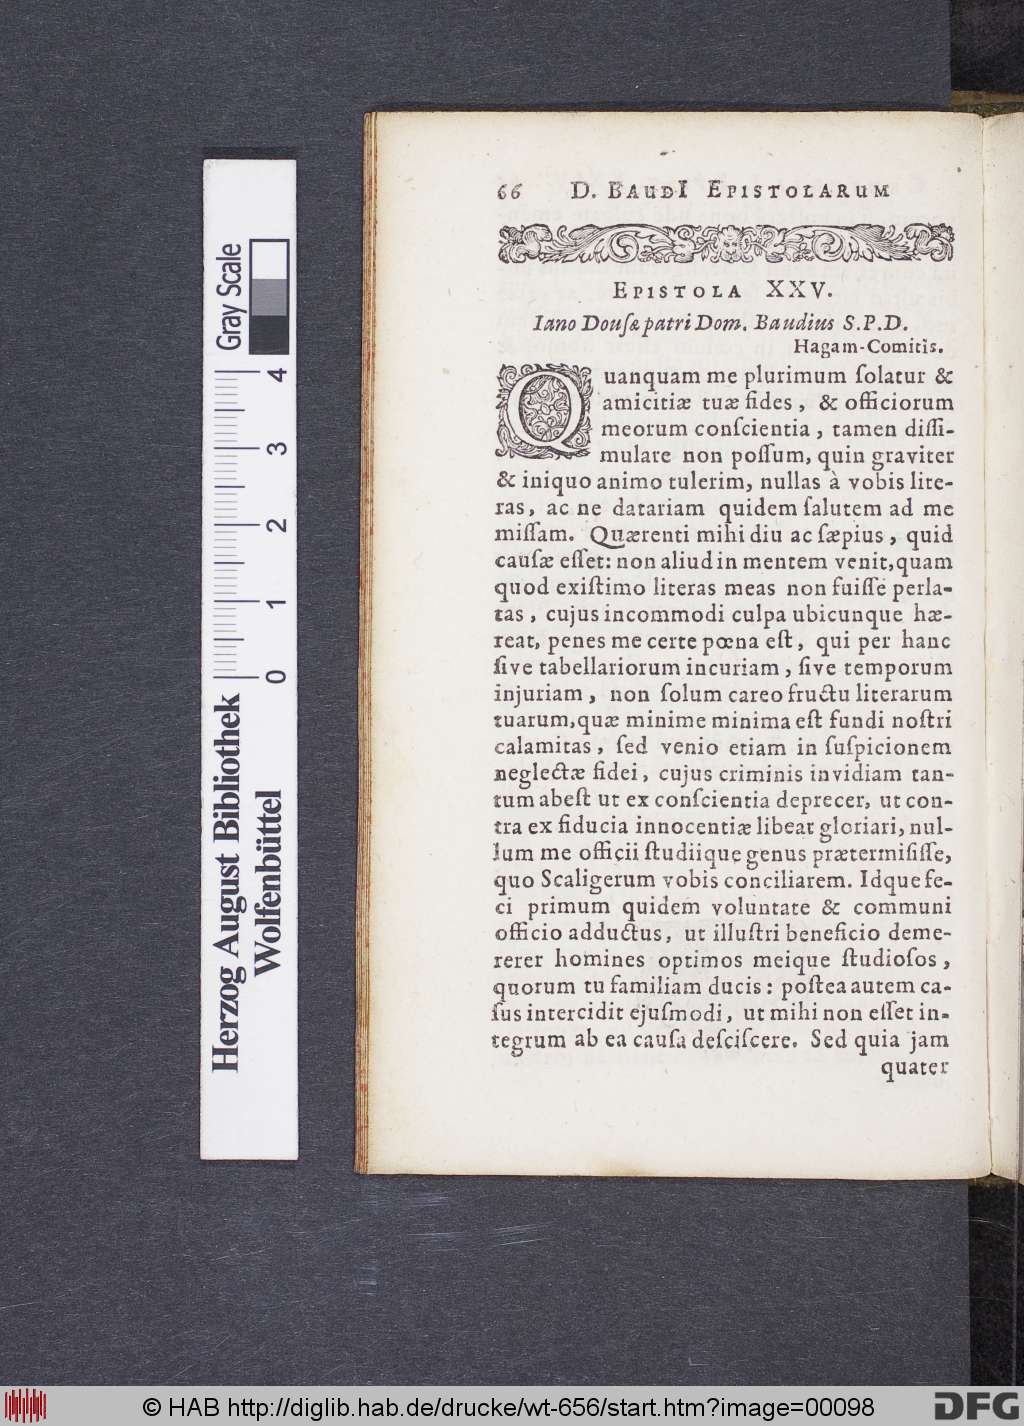 66 D. BAUDI EPISTOLARUM
EPISTOLA XXV.
Iano Dousæ patri Dom. Baudius S.P.D.
Hagam-Comitis.
Quanquam me plurimum ſolatur &
amicitiæ tuæ fides, & officiorum
meorum conſcientia, tamen diſſi-
mulare non poſſum, quin graviter
& iniquo animo tulerim, nullas à vobis lite-
ras, ac ne datariam quidem ſalutem ad me
miſſam. Quærenti mihi diu ac ſæpius, quid
cauſæ eſſet: non aliud in mentem venit, quam
quod exiſtimo literas meas non fuiſſe perla-
tas, cujus incommodi culpa ubicunque hæ-
reat, penes me certe pœna eſt, qui per hanc
ſive tabellariorum incuriam, ſive temporum
injuriam, non ſolum careo fructu literarum
tuarum, quæ minime minima eſt fundi noſtri
calamitas, ſed venio etiam in ſuſpicionem
neglectæ fidei, cujus criminis invidiam tan-
tum abeſt ut ex conſcientia deprecer, ut con-
tra ex fiducia innocentiæ libeat gloriari, nul-
lum me officii ſtudiique genus prætermiſiſſe,
quo Scaligerum vobis conciliarem. Idque fe-
ci primum quidem voluntate & communi
officio adductus, ut illuſtri beneficio deme-
rerer homines optimos meique ſtudioſos,
quorum tu familiam ducis: poſtea autem ca-
ſus intercidit ejuſmodi, ut mihi non eſſet in-
tegrum ab ea cauſa deſciſcere. Sed quia jam
quater
Gray Scale
4
3
2
1
0
Herzog August Bibliothek
Wolfenbüttel
© HAB http://diglib.hab.de/drucke/wt-656/start.htm?image=00098
DFG